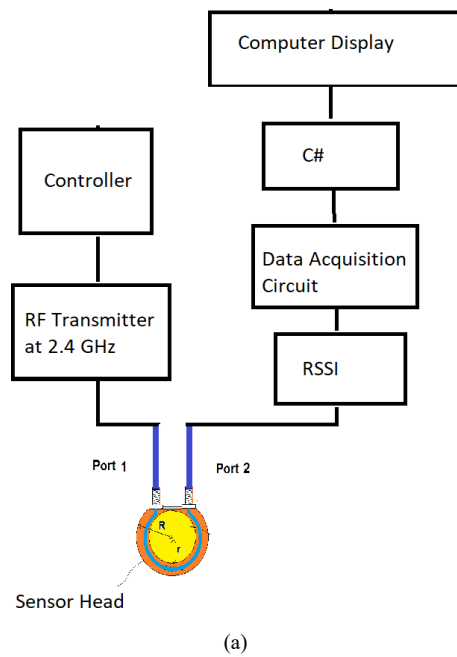 Computer Display
C#
Controller
Data Acquisition
Circuit
RF Transmitter
at 2.4 GHz
RSSI
Port 1
Port 2
R
r
Sensor Head
(a)